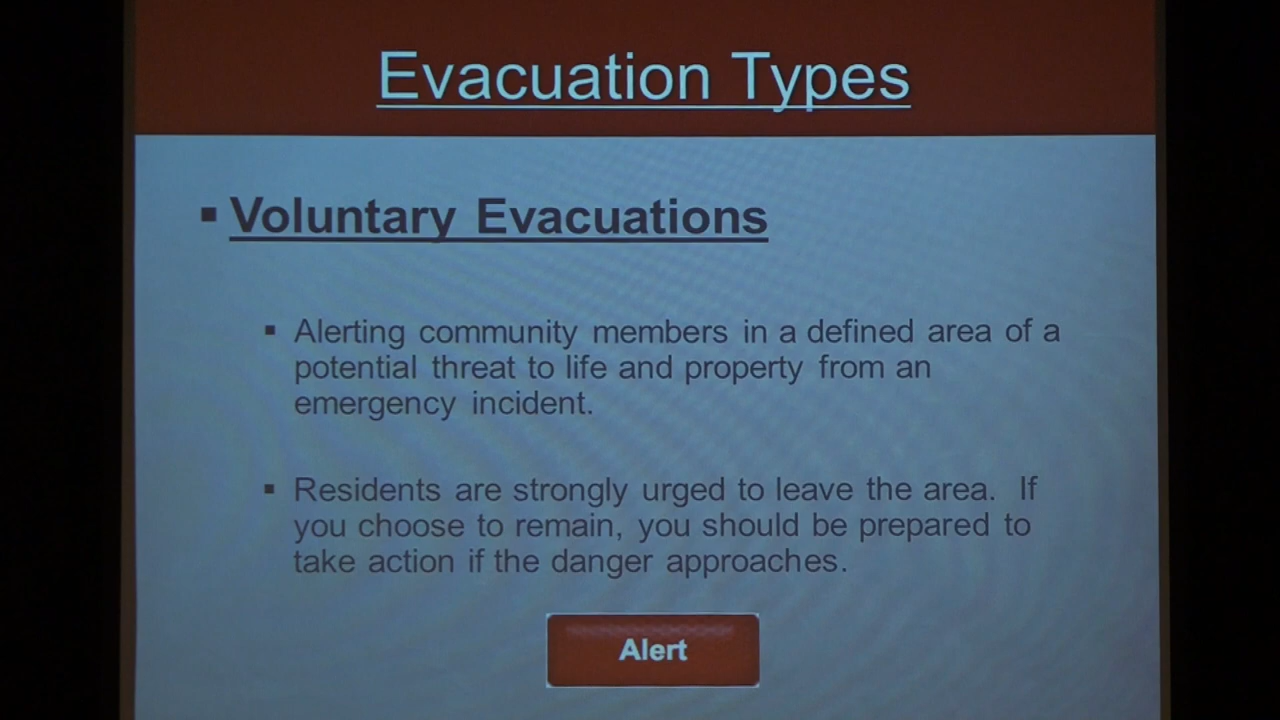 Evacuation Types
▪ Voluntary Evacuations
▪ Alerting community members in a defined area of a
potential threat to life and property from an
emergency incident.
▪ Residents are strongly urged to leave the area. If
you choose to remain, you should be prepared to
take action if the danger approaches.
Alert